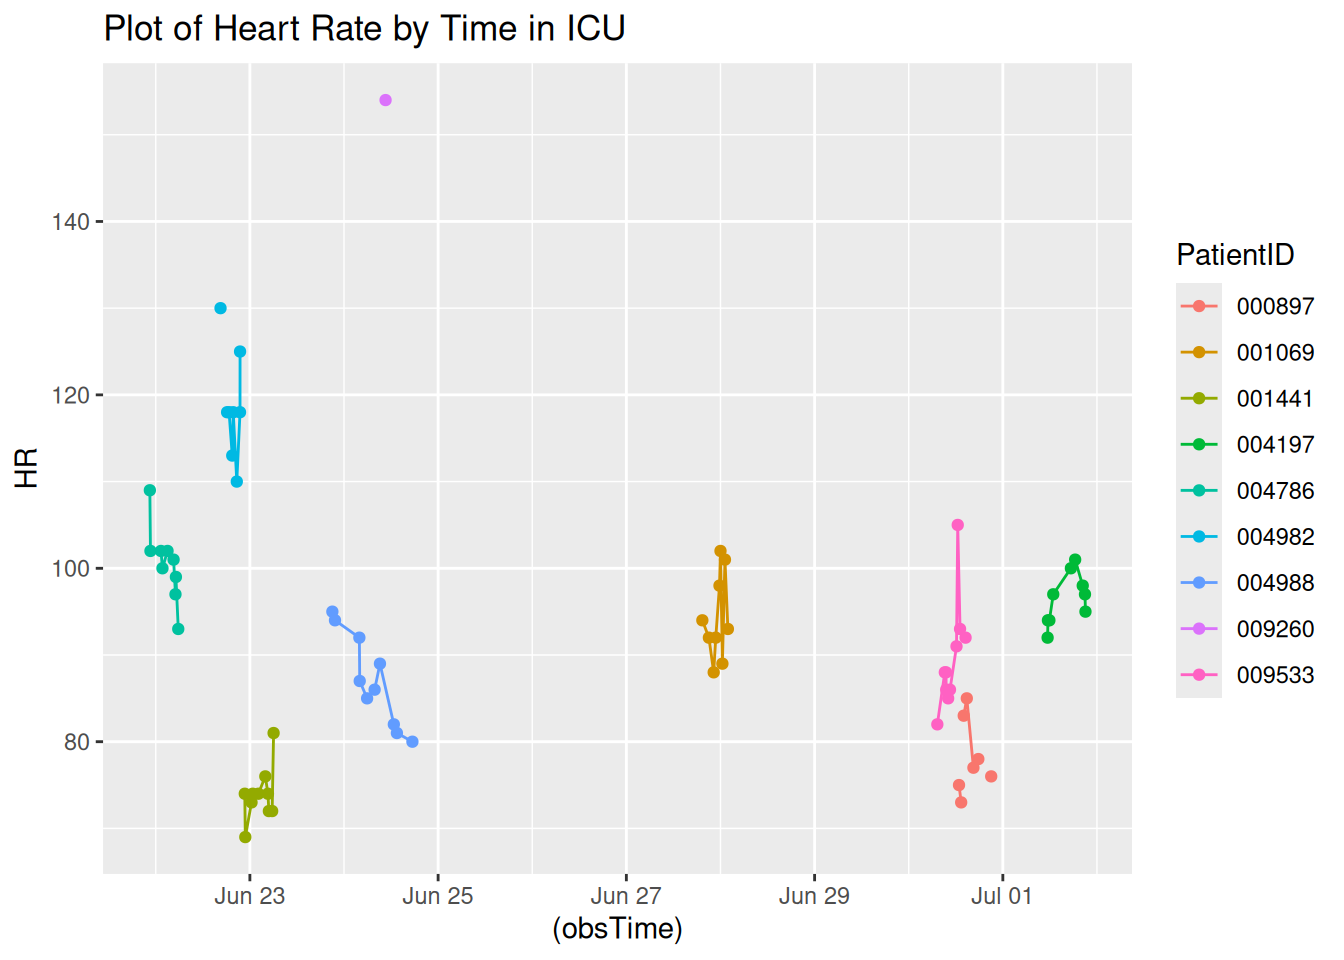 Plot of Heart Rate by Time in ICU
HR
140
120
100
80
Jun 23
Jun 25
Jun 27
Jun 29
Jul 01
(obsTime)
PatientID
000897
001069
001441
004197
004786
004982
004988
009260
009533